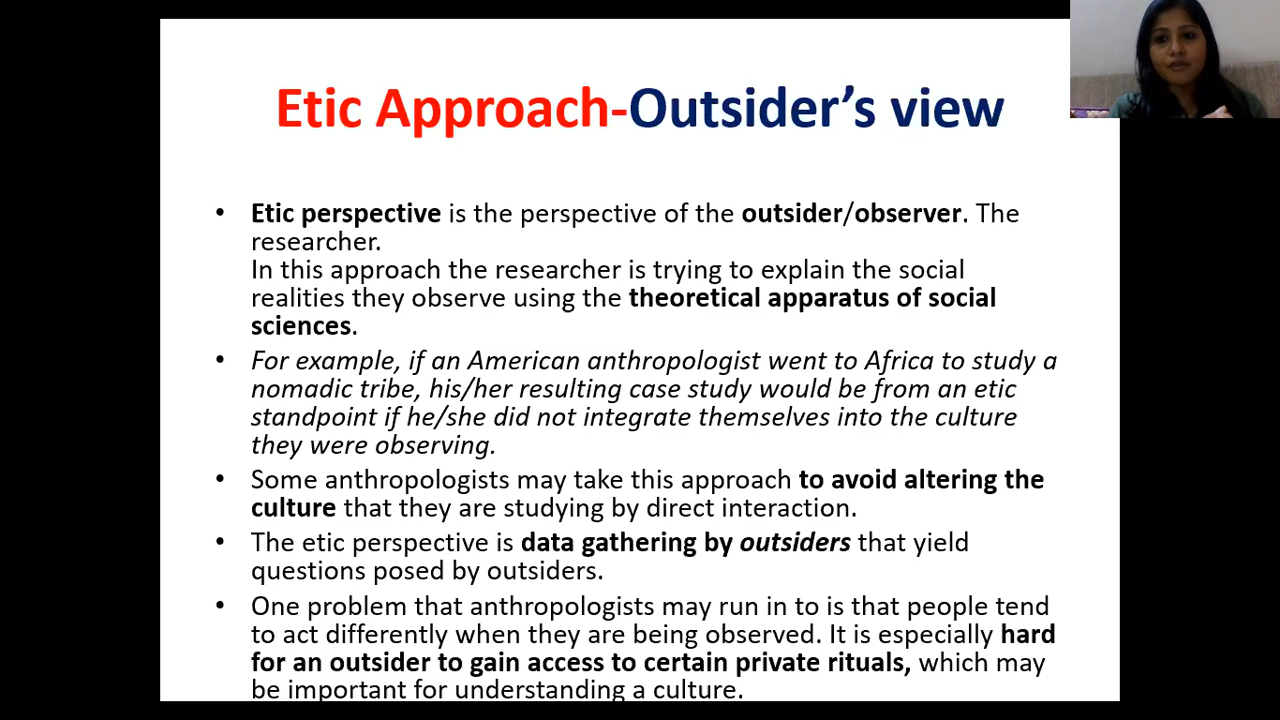 Etic Approach-Outsider's view
• Etic perspective is the perspective of the outsider/observer. The
researcher.
In this approach the researcher is trying to explain the social
realities they observe using the theoretical apparatus of social
sciences.
• For example, if an American anthropologist went to Africa to study a
nomadic tribe, his/her resulting case study would be from an etic
standpoint if he/she did not integrate themselves into the culture
they were observing.
• Some anthropologists may take this approach to avoid altering the
culture that they are studying by direct interaction.
• The etic perspective is data gathering by outsiders that yield
questions posed by outsiders.
• One problem that anthropologists may run in to is that people tend
to act differently when they are being observed. It is especially hard
for an outsider to gain access to certain private rituals, which may
be important for understanding a culture.